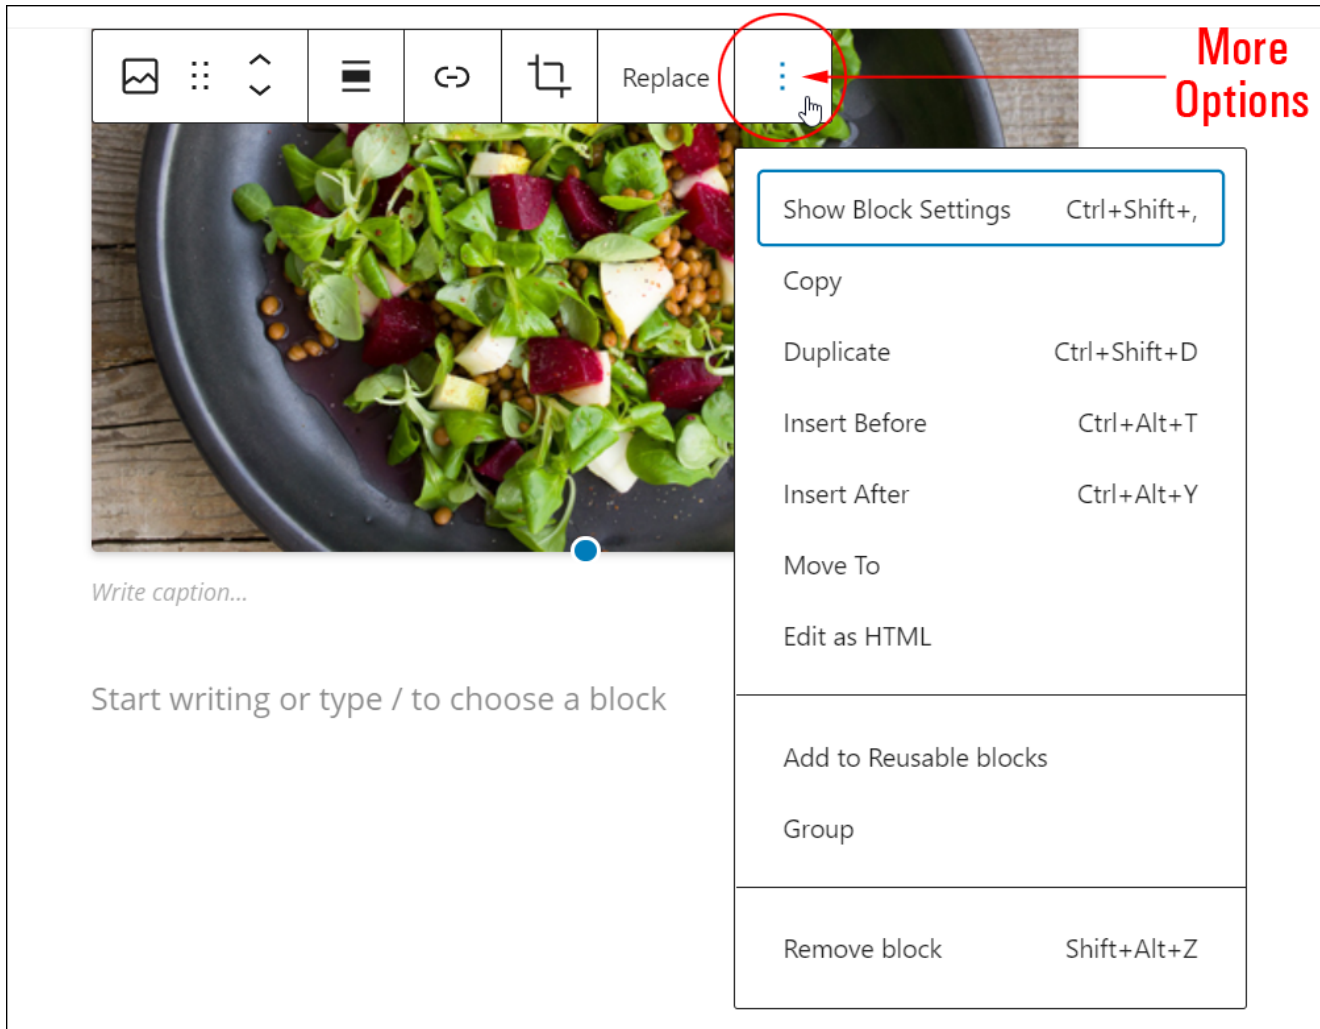 Replace
More
Options
Show Block Settings Ctrl+Shift+,
Copy
Duplicate Ctrl+Shift+D
Insert Before Ctrl+Alt+T
Insert After Ctrl+Alt+Y
Move To
Edit as HTML
Add to Reusable blocks
Group
Remove block Shift+Alt+Z
Write caption...
Start writing or type / to choose a block